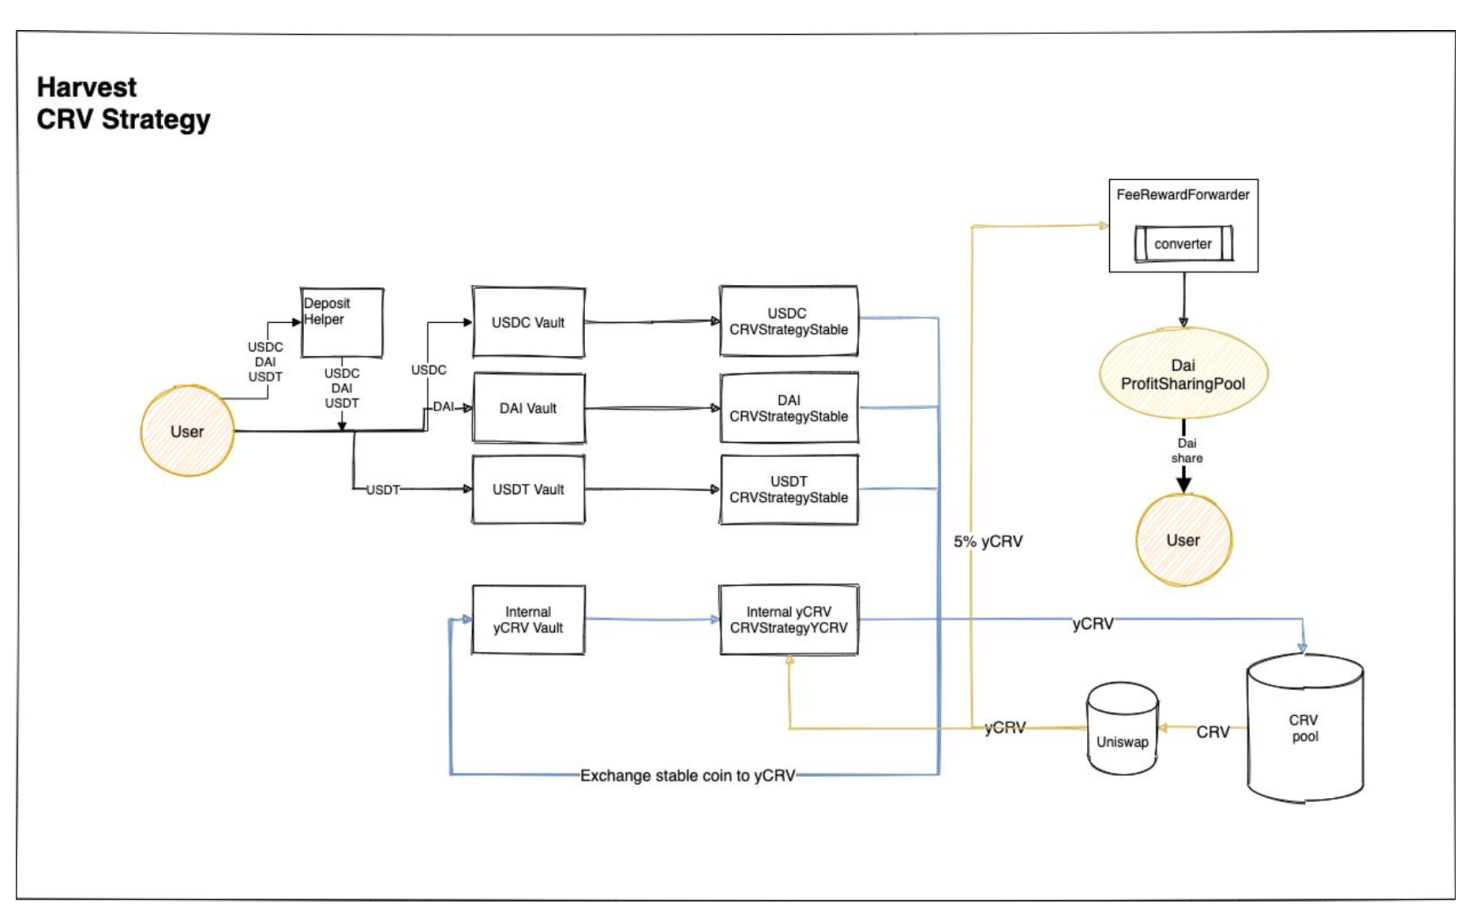 Harvest
CRV Strategy
FeeRewardForwarder
converter
Deposit
Helper
USDC Vault
USDC
CRVStrategyStable
USDC
DAI
USDT
USDC
DAI
USDT
USDC
Dai
ProfitSharingPool
DAI
DAI Vault
DAI
CRVStrategyStable
User
Dai
share
USDT
USDT Vault
USDT
CRVStrategyStable
5% yCRV
User
Internal
yCRV Vault
Internal yCRV
CRVStrategyYCRV
yCRV
yCRV
Uniswap
CRV
CRV
pool
Exchange stable coin to yCRV